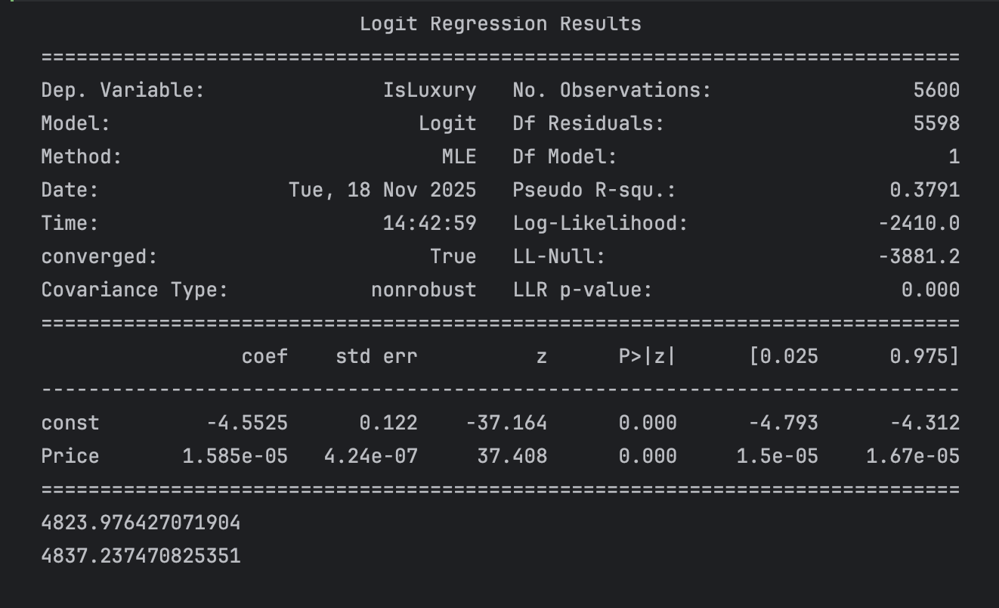 Logit Regression Results
==============================================================================
Dep. Variable:               IsLuxury   No. Observations:                 5600
Model:                          Logit   Df Residuals:                     5598
Method:                           MLE   Df Model:                            1
Date:                Tue, 18 Nov 2025   Pseudo R-squ.:                  0.3791
Time:                        14:42:59   Log-Likelihood:                -2410.0
converged:                       True   LL-Null:                       -3881.2
Covariance Type:            nonrobust   LLR p-value:                     0.000
==============================================================================
                 coef    std err          z      P>|z|      [0.025      0.975]
------------------------------------------------------------------------------
const         -4.5525      0.122    -37.164      0.000      -4.793      -4.312
Price       1.585e-05   4.24e-07     37.408      0.000     1.5e-05    1.67e-05
==============================================================================
4823.976427071904
4837.237470825351